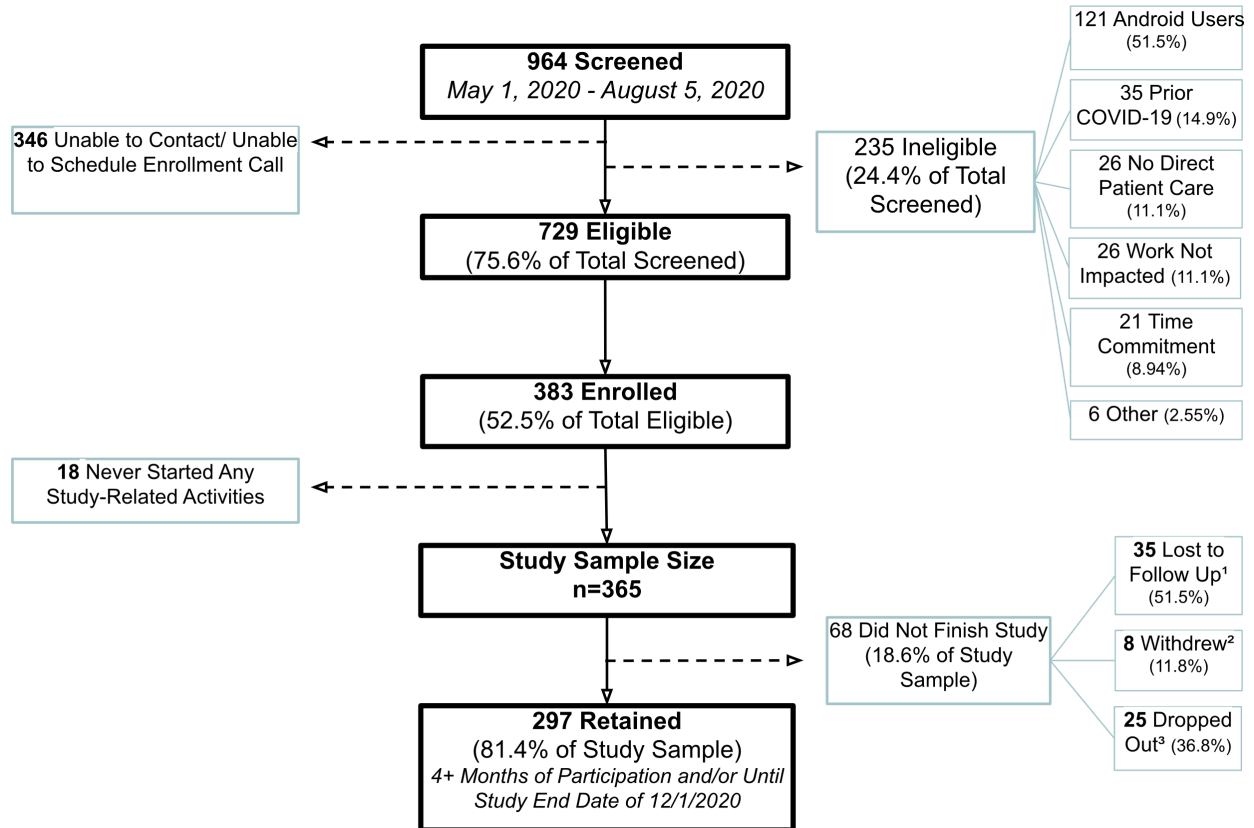 964 Screened
May 1, 2020 - August 5, 2020
346 Unable to Contact/ Unable
to Schedule Enrollment Call
235 Ineligible
(24.4% of Total
Screened)
121 Android Users
(51.5%)
35 Prior
COVID-19 (14.9%)
26 No Direct
Patient Care
(11.1%)
26 Work Not
Impacted (11.1%)
21 Time
Commitment
(8.94%)
6 Other (2.55%)
729 Eligible
(75.6% of Total Screened)
383 Enrolled
(52.5% of Total Eligible)
18 Never Started Any
Study-Related Activities
Study Sample Size
n=365
68 Did Not Finish Study
(18.6% of Study
Sample)
35 Lost to
Follow Up¹
(51.5%)
8 Withdrew²
(11.8%)
25 Dropped
Out³ (36.8%)
297 Retained
(81.4% of Study Sample)
4+ Months of Participation and/or Until
Study End Date of 12/1/2020